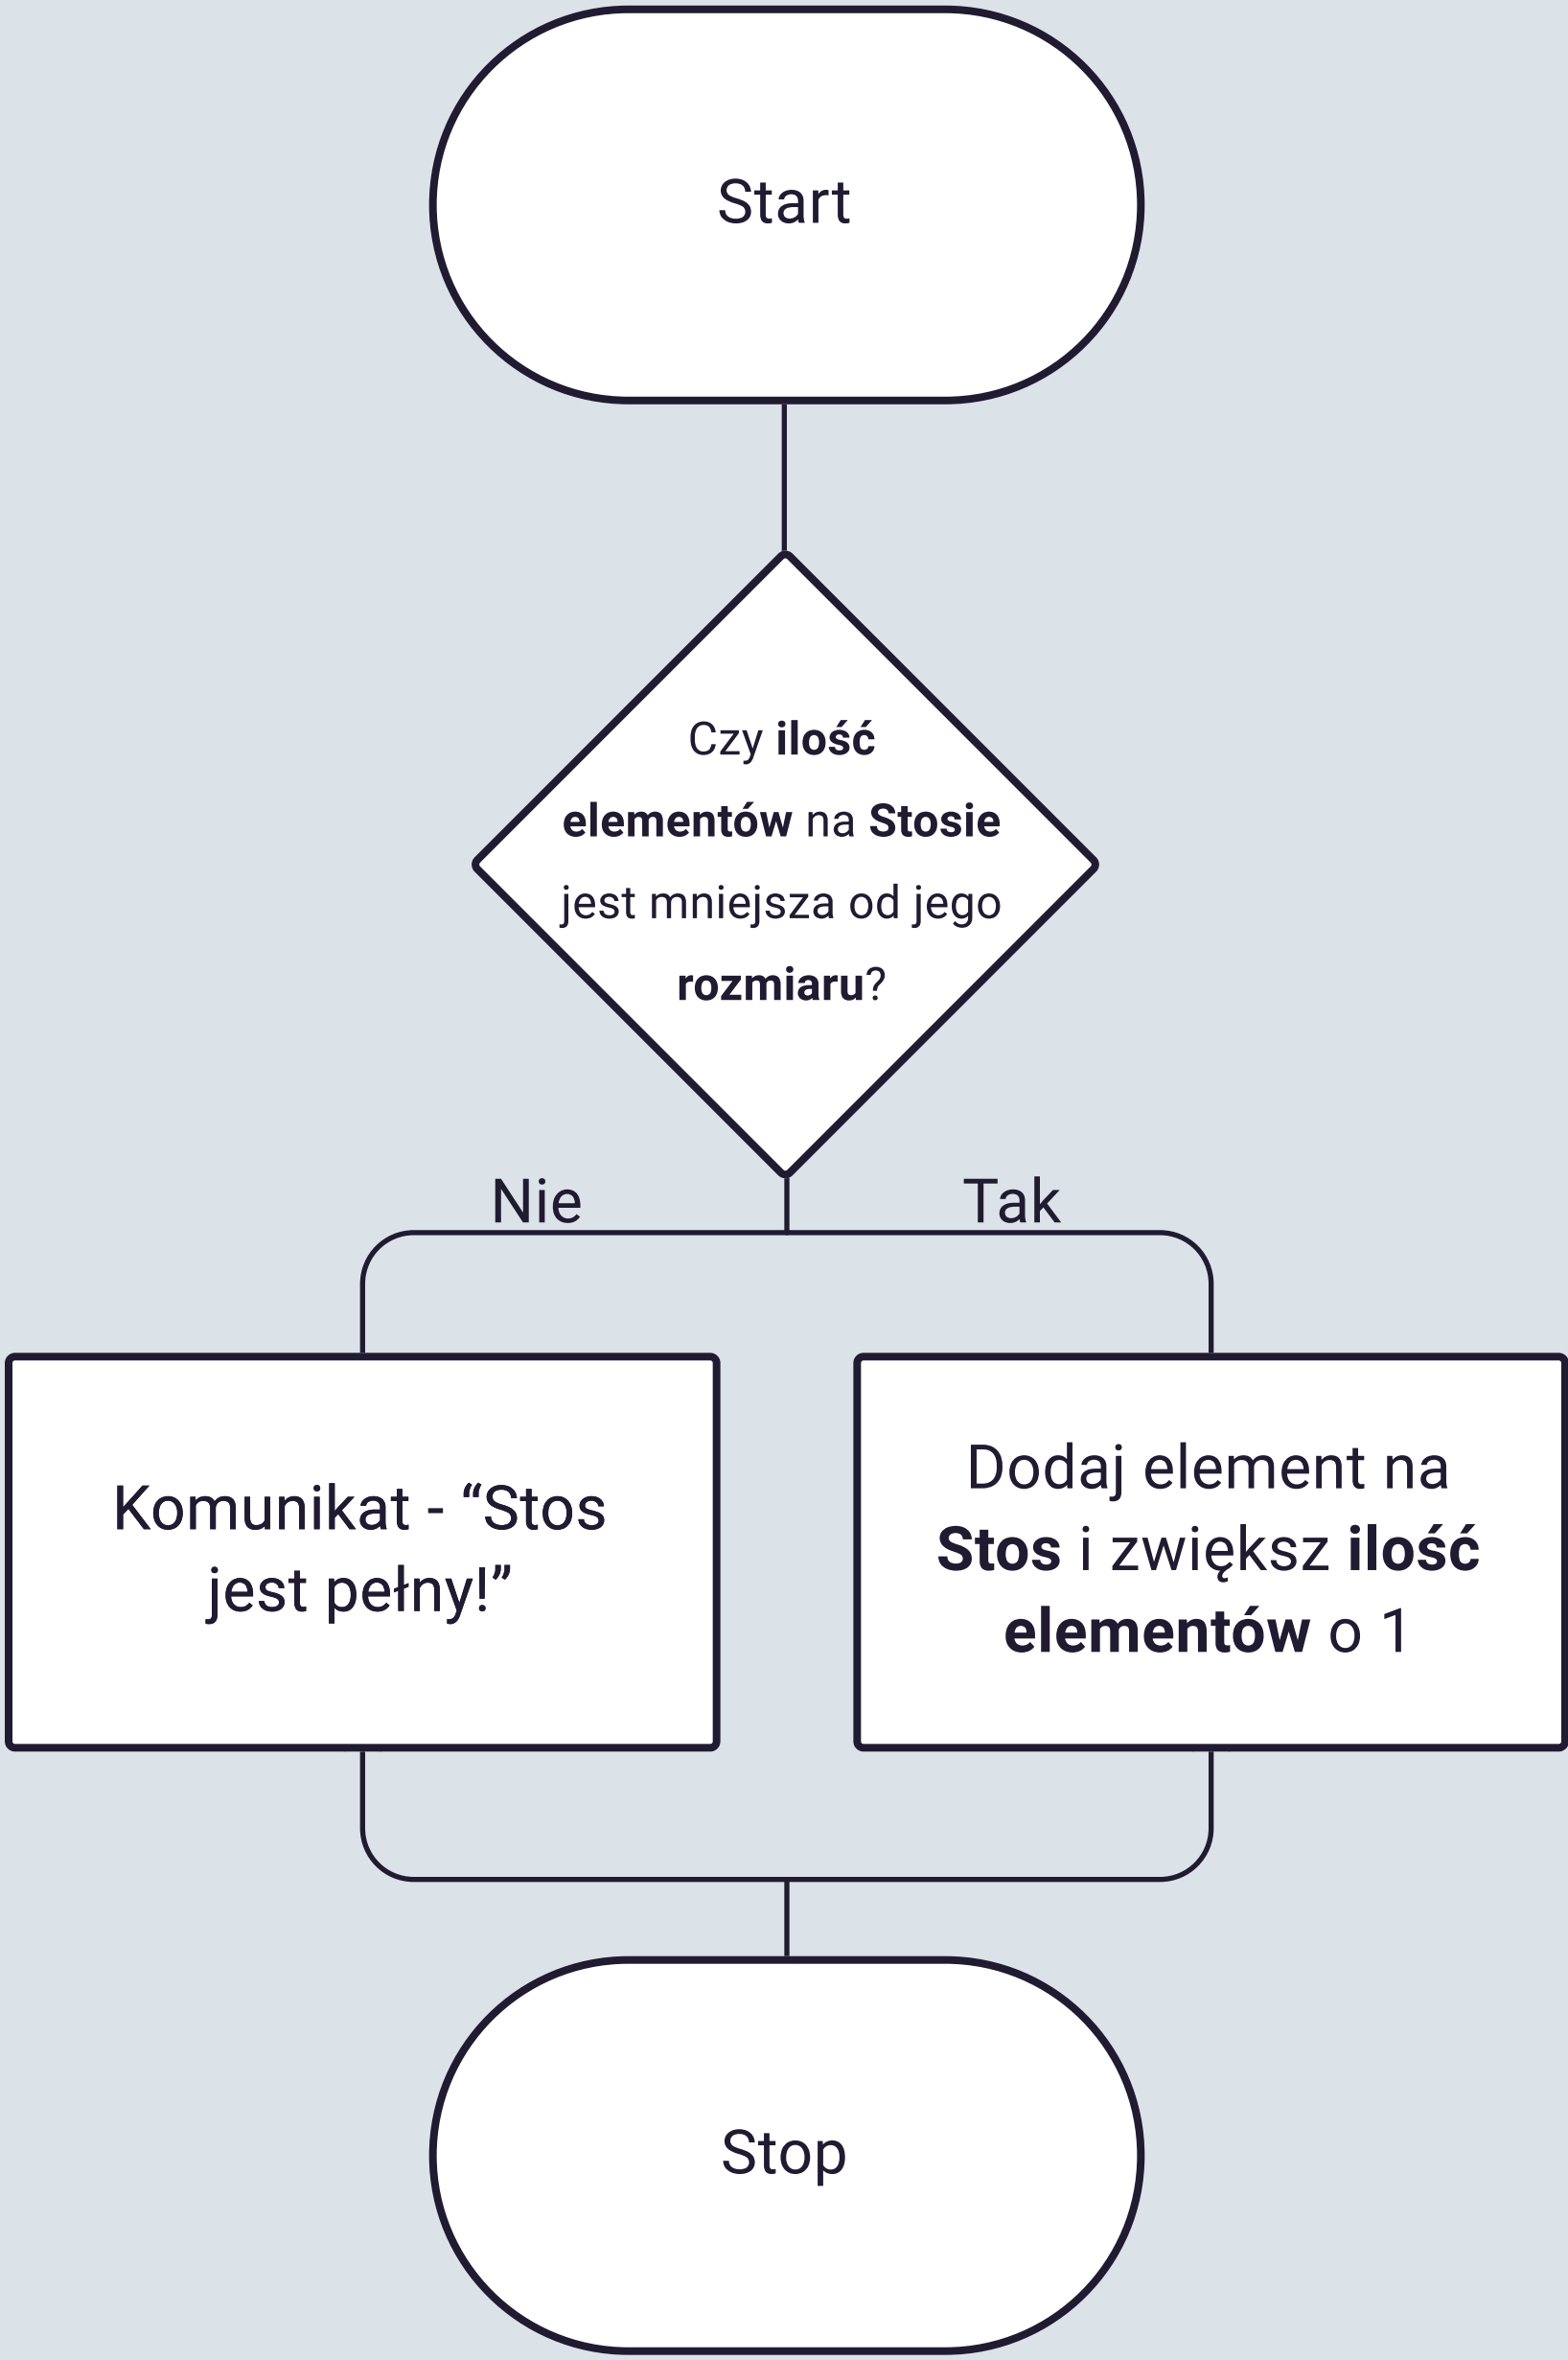 Start
Czy ilość
elementów na Stosie
jest mniejsza od jego
rozmiaru?
Nie
Tak
Komunikat - “Stos
jest pełny!”
Dodaj element na
Stos i zwiększ ilość
elementów o 1
Stop